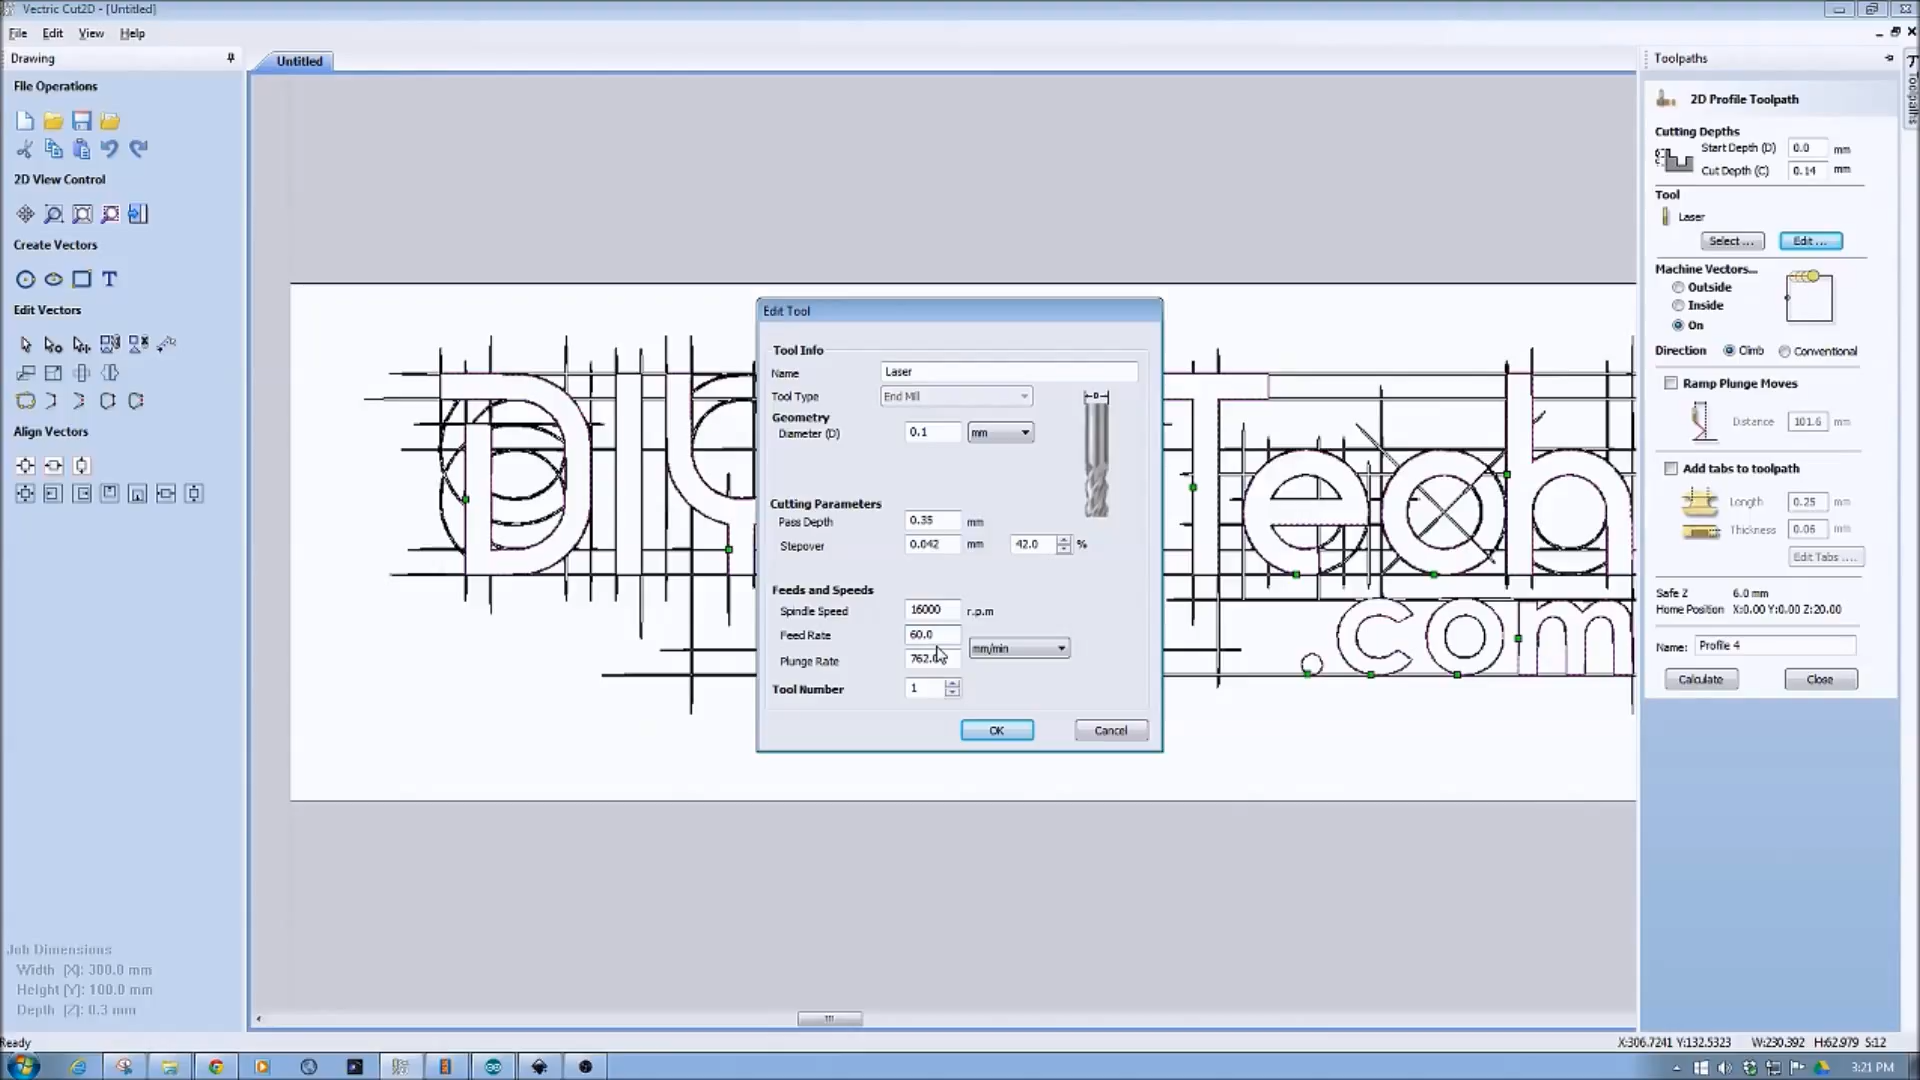 Vectric Cut2D - [Untitled]
File Edit View Help
Drawing
File Operations
2D View Control
Create Vectors
Edit Vectors
Align Vectors
Job Dimensions
Width [X]: 300.0 mm
Height [Y]: 100.0 mm
Depth [Z]: 0.3 mm
Ready
Untitled
Edit Tool
Tool Info
Name Laser
Tool Type End Mill
Geometry
Diameter (D) 0.1 mm
Cutting Parameters
Pass Depth 0.35 mm
Stepover 0.042 mm 42.0 %
Feeds and Speeds
Spindle Speed 16000 r.p.m
Feed Rate 60.0
mm/min
Plunge Rate 762.0
Tool Number 1
OK Cancel
.com
Toolpaths
2D Profile Toolpath
Cutting Depths
Start Depth (D) 0.0 mm
Cut Depth (C) 0.14 mm
Tool
Laser
Select ... Edit ...
Machine Vectors...
Outside
Inside
On
Direction Climb Conventional
Ramp Plunge Moves
Distance 101.6 mm
Add tabs to toolpath
Length 0.25 mm
Thickness 0.06 mm
Edit Tabs ....
Safe Z 6.0 mm
Home Position X:0.00 Y:0.00 Z:20.00
Name: Profile 4
Calculate Close
Toolpaths
X:306.7241 Y:132.5323 W:230.392 H:62.979 S:12
3:21 PM